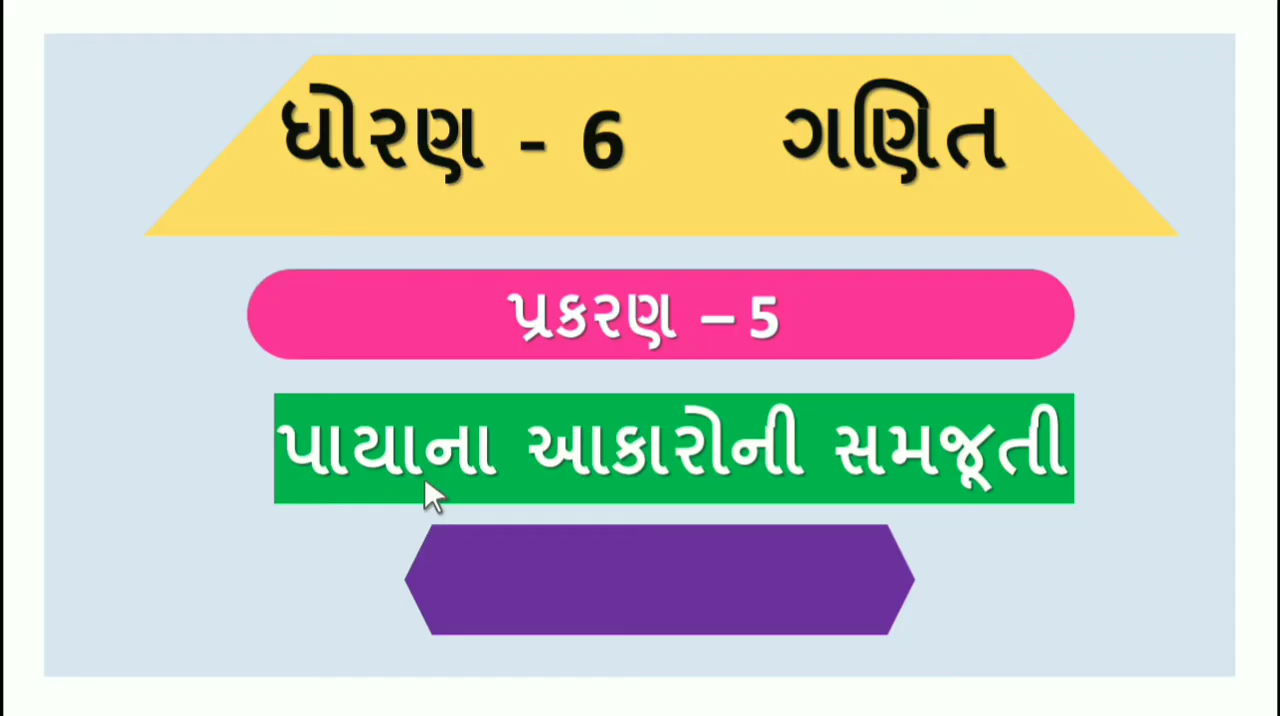 ધોરણ - 6 ગણિત
પ્રકરણ – 5
પાયાના આકારોની સમજૂતી